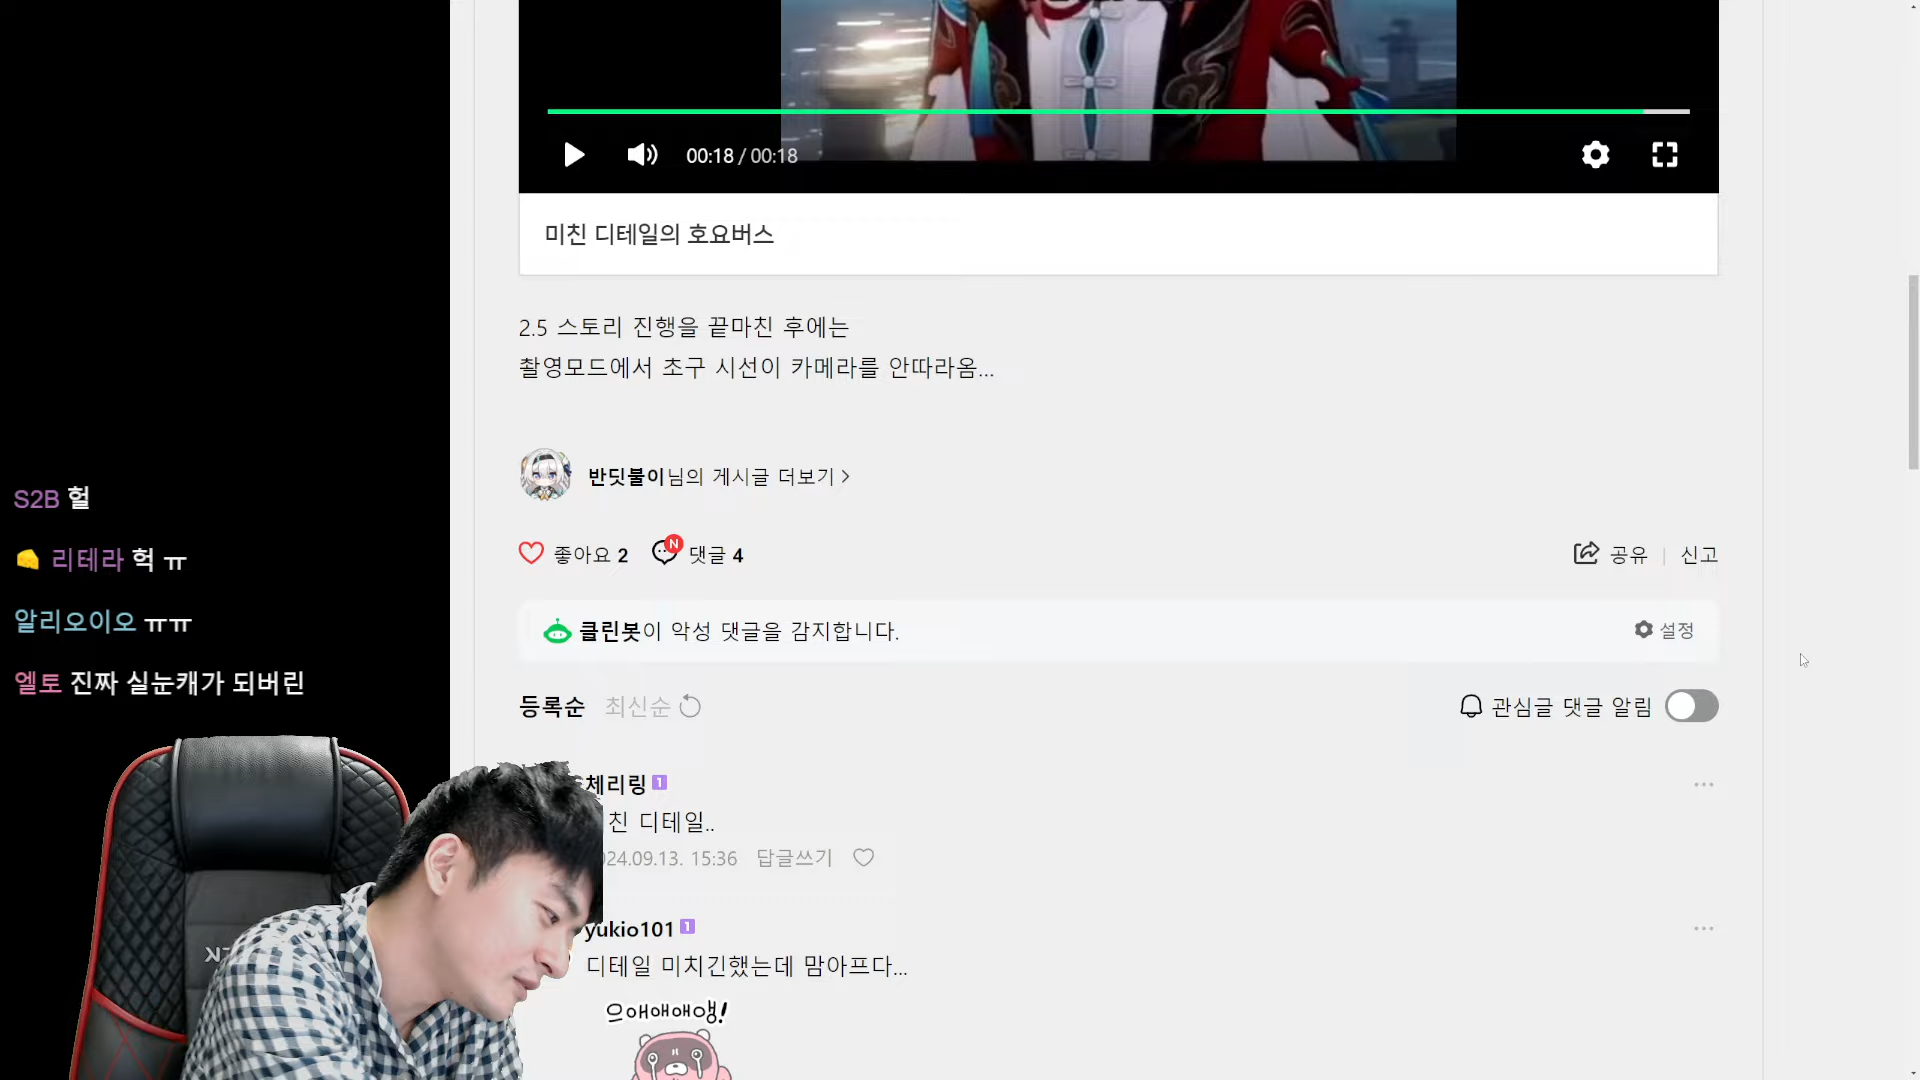 00:18 / 00:18
미친 디테일의 호요버스
2.5 스토리 진행을 끝마친 후에는
촬영모드에서 초구 시선이 카메라를 안따라옴...
반딧불이님의 게시글 더보기 >
좋아요 2 N 댓글 4
공유 | 신고
클린봇이 악성 댓글을 감지합니다.
설정
등록순 최신순
관심글 댓글 알림
체리링 1
친 디테일..
24.09.13. 15:36 답글쓰기
yukio101 1
디테일 미치긴했는데 맘아프다...
으애애애앵!
S2B 헐
리테라 헉 ㅠ
알리오이오 ㅠㅠ
엘토 진짜 실눈캐가 되버린